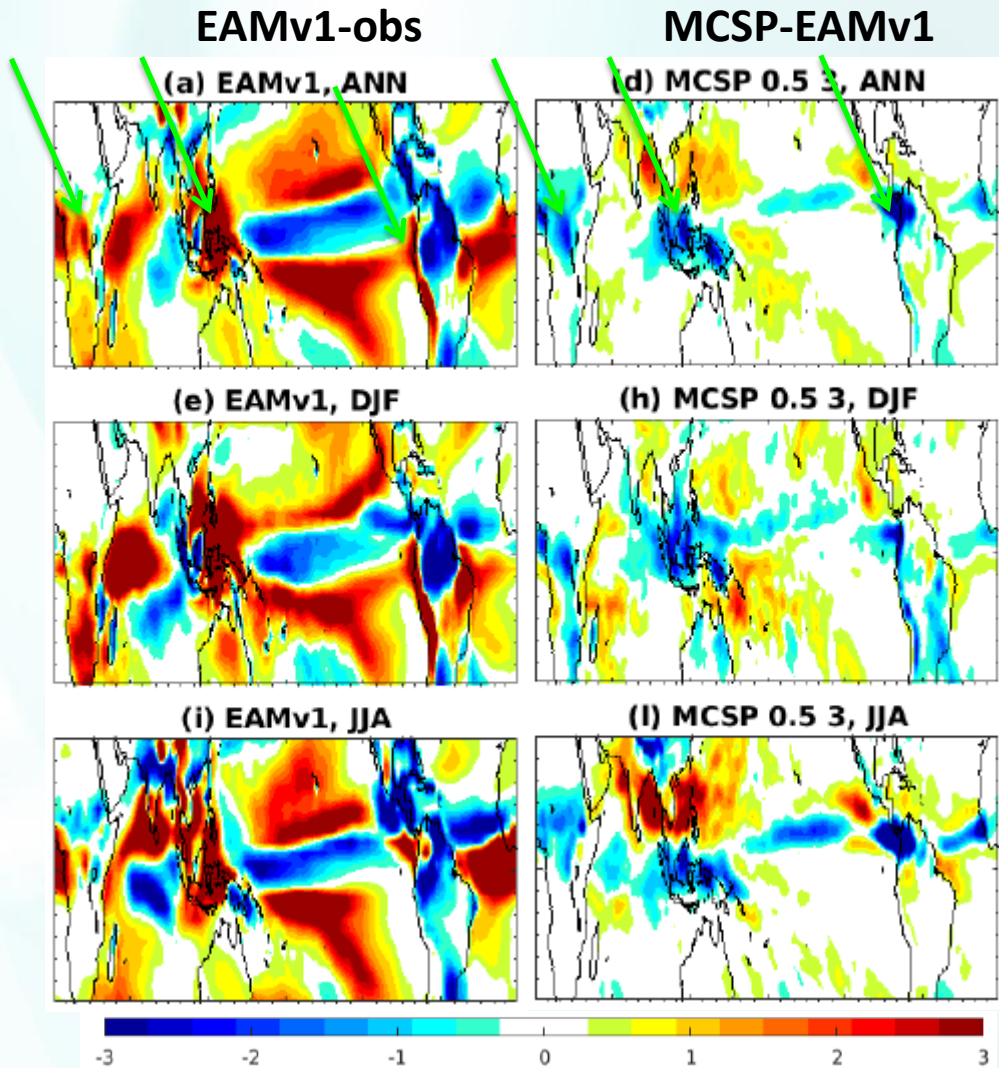 EAMv1-obs
MCSP-EAMv1
(a) EAMv1, ANN
(d) MCSP 0.5 3, ANN
(e) EAMv1, DJF
(h) MCSP 0.5 3, DJF
(i) EAMv1, JJA
(l) MCSP 0.5 3, JJA
-3 -2 -1 0 1 2 3